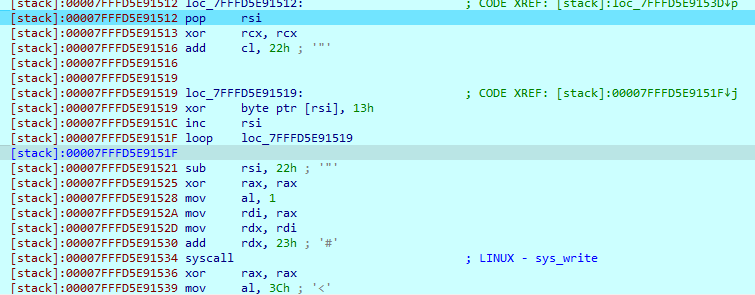 [stack]:00007FFFD5E91512 loc_7FFFD5E91512: ; CODE XREF: [stack]:loc_7FFFD5E9153D↓p
[stack]:00007FFFD5E91512 pop rsi
[stack]:00007FFFD5E91513 xor rcx, rcx
[stack]:00007FFFD5E91516 add cl, 22h ; '"'
[stack]:00007FFFD5E91516
[stack]:00007FFFD5E91519
[stack]:00007FFFD5E91519 loc_7FFFD5E91519: ; CODE XREF: [stack]:00007FFFD5E9151F↓j
[stack]:00007FFFD5E91519 xor byte ptr [rsi], 13h
[stack]:00007FFFD5E9151C inc rsi
[stack]:00007FFFD5E9151F loop loc_7FFFD5E91519
[stack]:00007FFFD5E9151F
[stack]:00007FFFD5E91521 sub rsi, 22h ; '"'
[stack]:00007FFFD5E91525 xor rax, rax
[stack]:00007FFFD5E91528 mov al, 1
[stack]:00007FFFD5E9152A mov rdi, rax
[stack]:00007FFFD5E9152D mov rdx, rdi
[stack]:00007FFFD5E91530 add rdx, 23h ; '#'
[stack]:00007FFFD5E91534 syscall ; LINUX - sys_write
[stack]:00007FFFD5E91536 xor rax, rax
[stack]:00007FFFD5E91539 mov al, 3Ch ; '<'